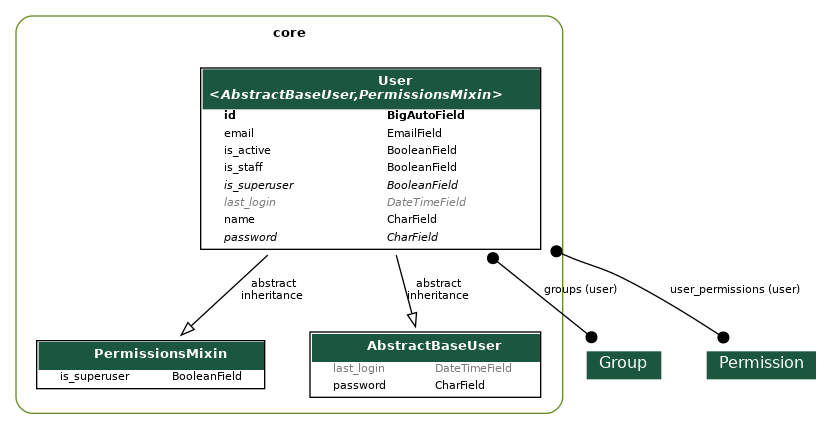 core
User
<AbstractBaseUser,PermissionsMixin>
id BigAutoField
email EmailField
is_active BooleanField
is_staff BooleanField
is_superuser BooleanField
last_login DateTimeField
name CharField
password CharField
abstract
inheritance
abstract
inheritance
groups (user)
user_permissions (user)
PermissionsMixin
is_superuser BooleanField
AbstractBaseUser
last_login DateTimeField
password CharField
Group
Permission